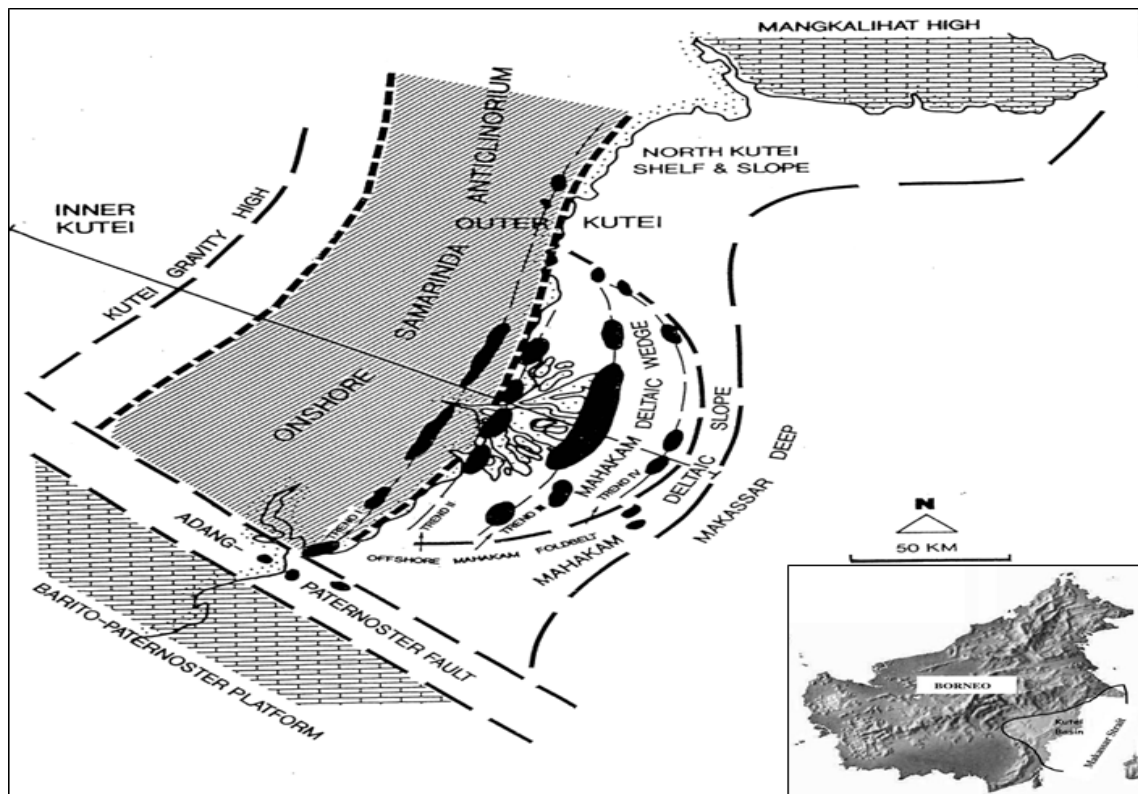 MANGKALIHAT HIGH
NORTH KUTEI
SHELF & SLOPE
INNER
KUTEI
OUTER KUTEI
KUTEI GRAVITY HIGH
ONSHORE SAMARINDA ANTICLINORIUM
MAHAKAM DELTAIC WEDGE
MAHAKAM DELTAIC SLOPE
MAKASSAR DEEP
TREND I
TREND II
TREND III
TREND IV
OFFSHORE MAHAKAM FOLDBELT
ADANG-
PATERNOSTER FAULT
BARITO-PATERNOSTER PLATFORM
N
50 KM
BORNEO
Kutei
Basin
Makassar Strait